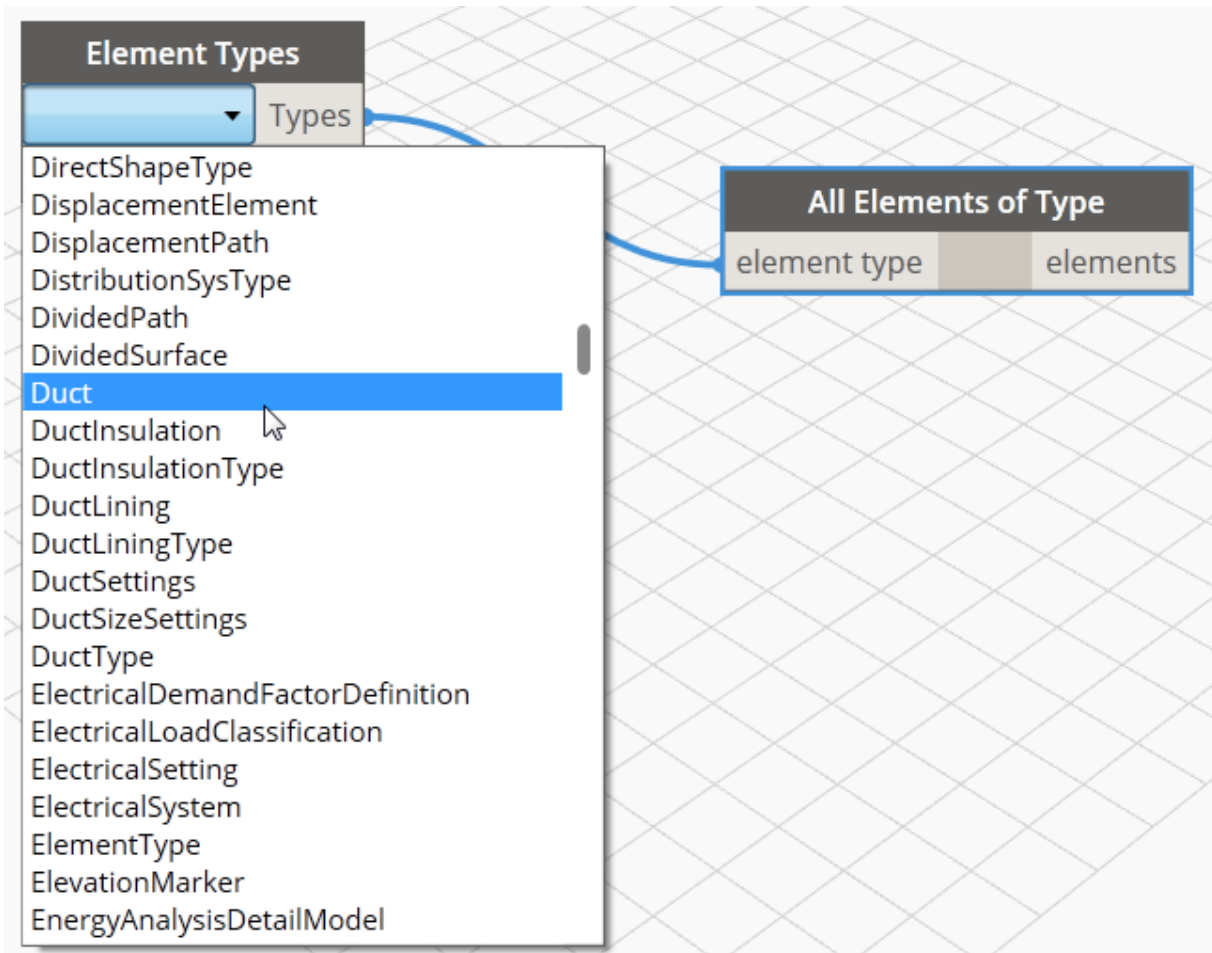 Element Types
Types
DirectShapeType
DisplacementElement
DisplacementPath
DistributionSysType
DividedPath
DividedSurface
Duct
DuctInsulation
DuctInsulationType
DuctLining
DuctLiningType
DuctSettings
DuctSizeSettings
DuctType
ElectricalDemandFactorDefinition
ElectricalLoadClassification
ElectricalSetting
ElectricalSystem
ElementType
ElevationMarker
EnergyAnalysisDetailModel
All Elements of Type
element type elements